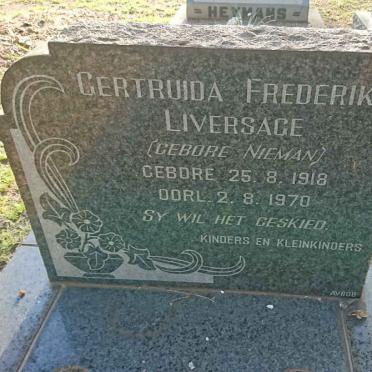 HEYMANS
GERTRUIDA FREDERIK
LIVERSAGE
(GEBORE NIEMAN)
GEBORE 25. 8. 1918
OORL. 2. 8. 1970
SY WIL HET GESKIED.
KINDERS EN KLEINKINDERS
AVBOB